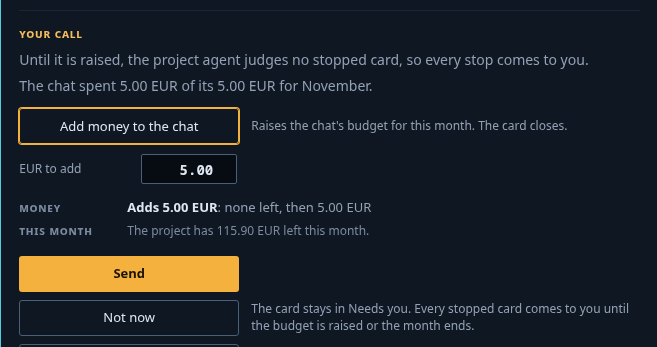 YOUR CALL
Until it is raised, the project agent judges no stopped card, so every stop comes to you.
The chat spent 5.00 EUR of its 5.00 EUR for November.
Add money to the chat
Raises the chat's budget for this month. The card closes.
EUR to add
5.00
MONEY
Adds 5.00 EUR: none left, then 5.00 EUR
THIS MONTH
The project has 115.90 EUR left this month.
Send
Not now
The card stays in Needs you. Every stopped card comes to you until
the budget is raised or the month ends.